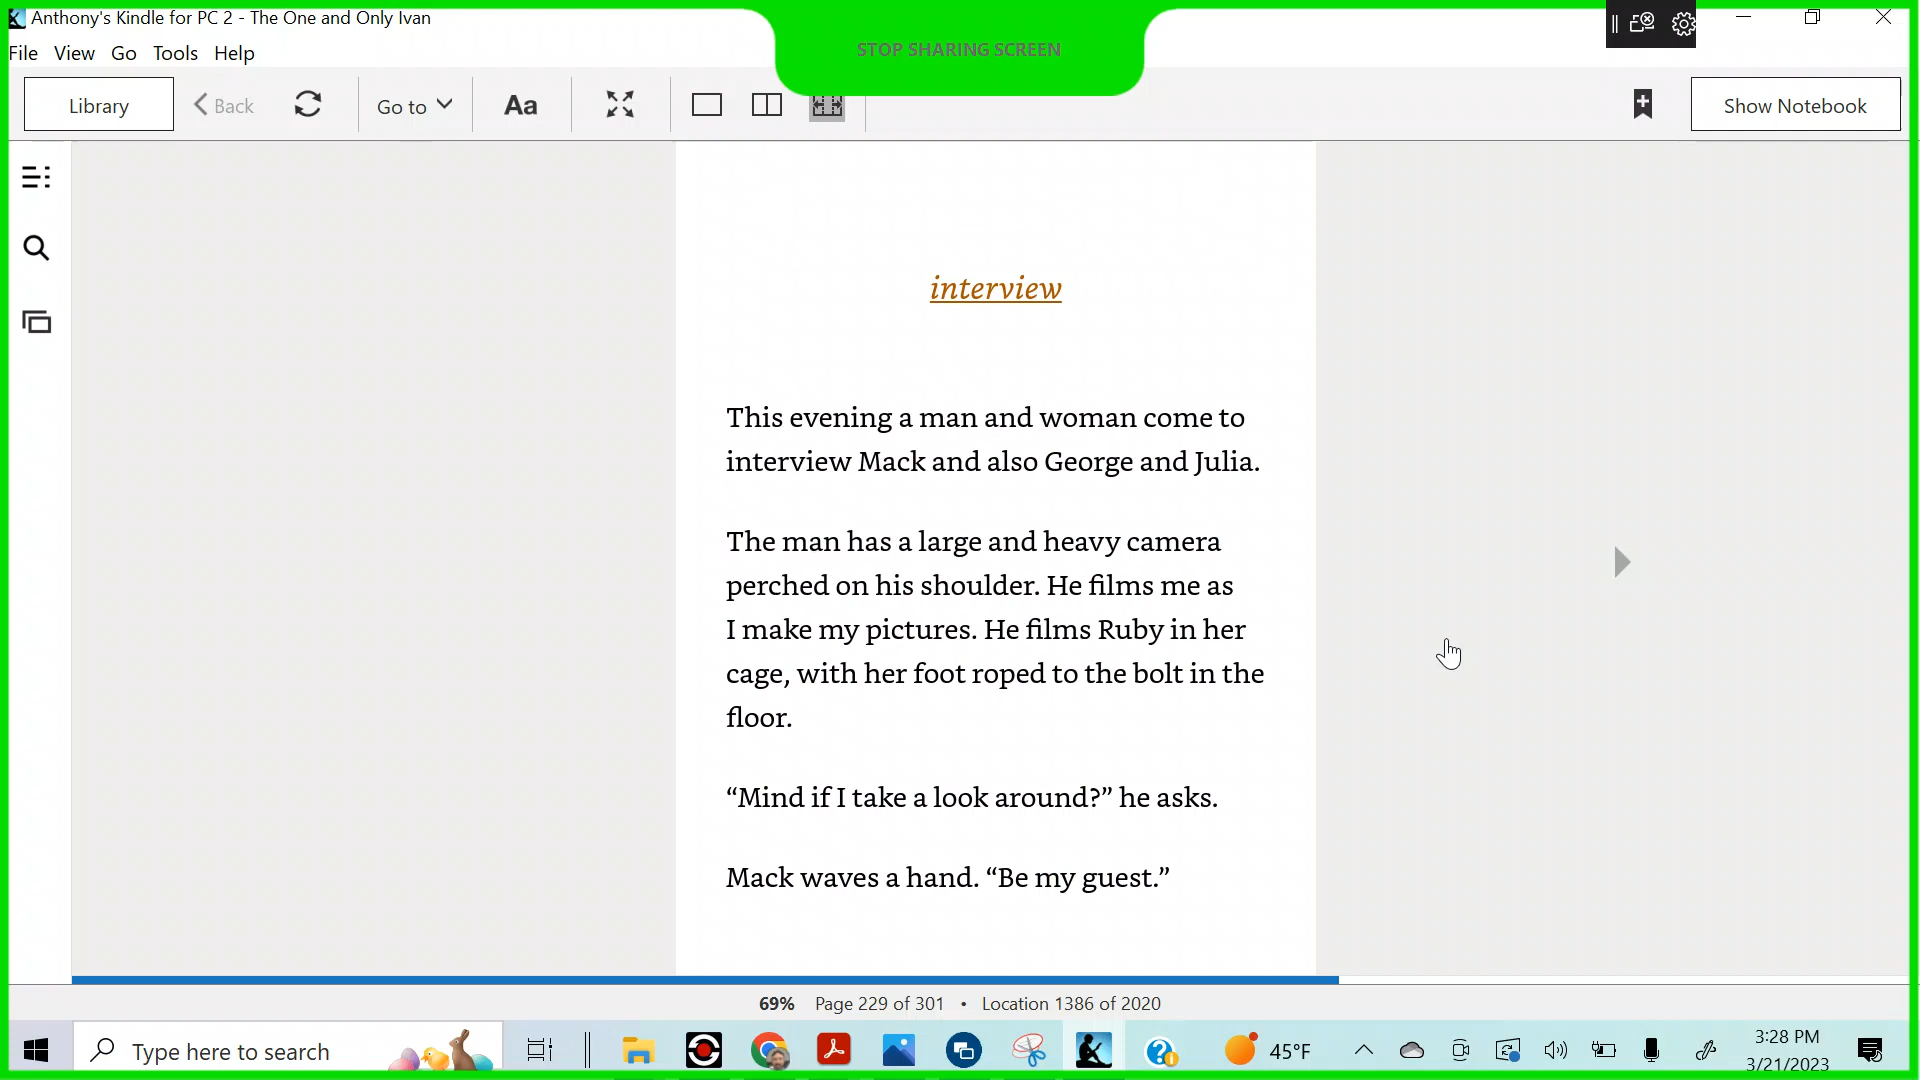 Anthony's Kindle for PC 2 - The One and Only Ivan
STOP SHARING SCREEN
File View Go Tools Help
Library
Back
Go to
Aa
Show Notebook
interview
This evening a man and woman come to
interview Mack and also George and Julia.
The man has a large and heavy camera
perched on his shoulder. He films me as
I make my pictures. He films Ruby in her
cage, with her foot roped to the bolt in the
floor.
“Mind if I take a look around?” he asks.
Mack waves a hand. “Be my guest.”
69% Page 229 of 301 • Location 1386 of 2020
Type here to search
45°F
3:28 PM
3/21/2023